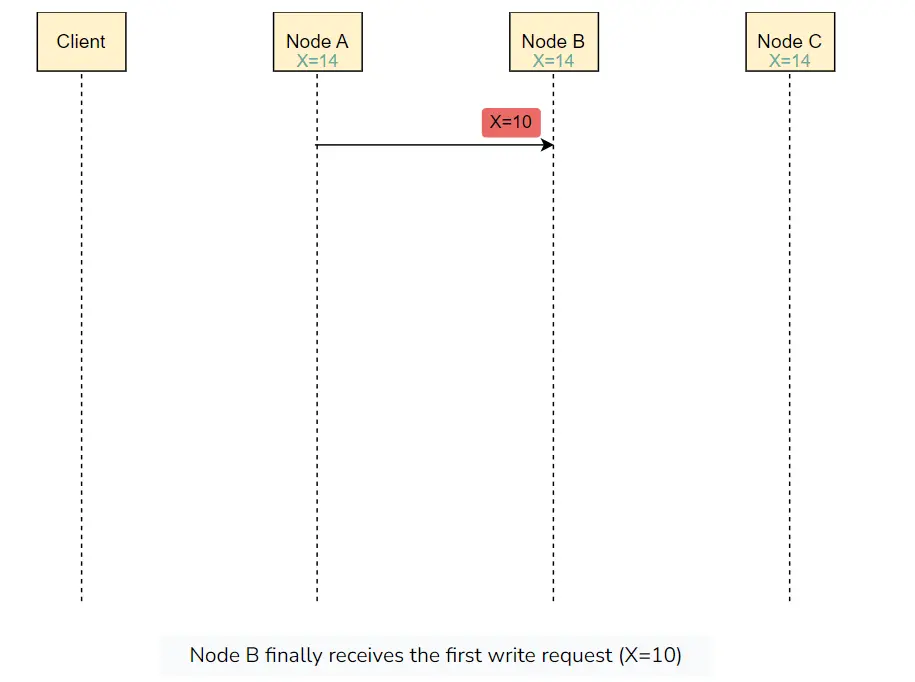 Client
Node A
X=14
Node B
X=14
Node C
X=14
X=10
Node B finally receives the first write request (X=10)